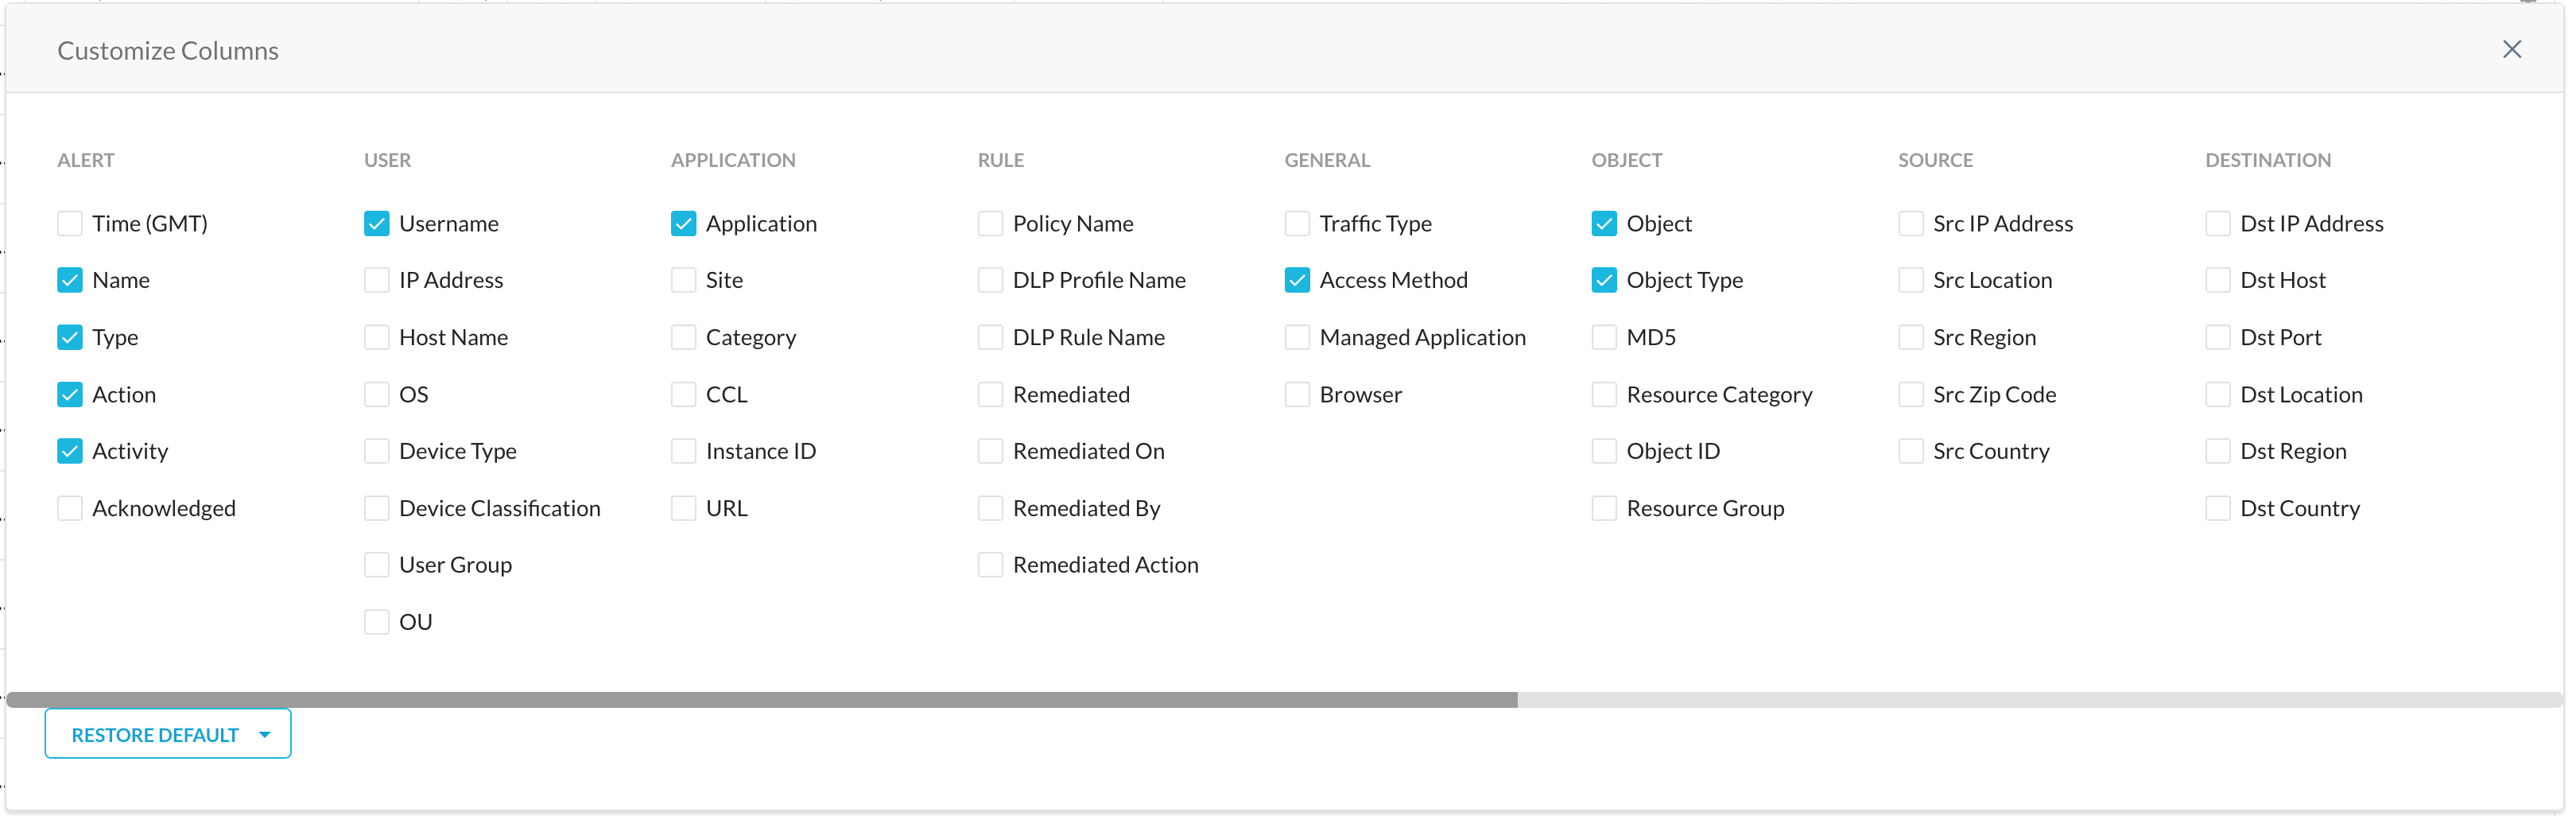 Customize Columns
ALERT
Time (GMT)
Name
Type
Action
Activity
Acknowledged
USER
Username
IP Address
Host Name
OS
Device Type
Device Classification
User Group
OU
APPLICATION
Application
Site
Category
CCL
Instance ID
URL
RULE
Policy Name
DLP Profile Name
DLP Rule Name
Remediated
Remediated On
Remediated By
Remediated Action
GENERAL
Traffic Type
Access Method
Managed Application
Browser
OBJECT
Object
Object Type
MD5
Resource Category
Object ID
Resource Group
SOURCE
Src IP Address
Src Location
Src Region
Src Zip Code
Src Country
DESTINATION
Dst IP Address
Dst Host
Dst Port
Dst Location
Dst Region
Dst Country
RESTORE DEFAULT